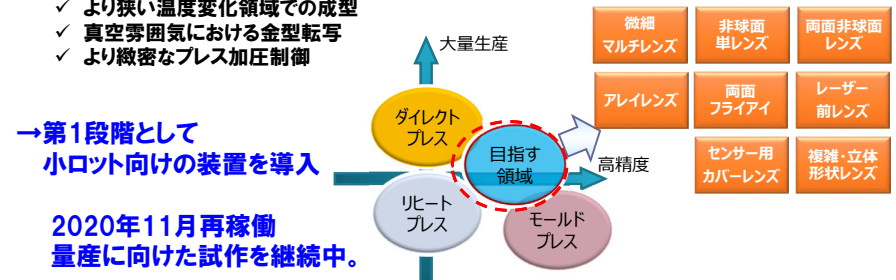 ✓ より狭い温度変化領域での成型
✓ 真空雰囲気における金型転写
✓ より緻密なプレス加圧制御
→第1段階として
小ロット向けの装置を導入
2020年11月再稼働
量産に向けた試作を継続中。
大量生産
ダイレクト
プレス
目指す
領域
高精度
リヒート
プレス
モールド
プレス
微細
マルチレンズ
非球面
単レンズ
両面非球面
レンズ
アレイレンズ
両面
フライアイ
レーザー
前レンズ
センサー用
カバーレンズ
複雑・立体
形状レンズ